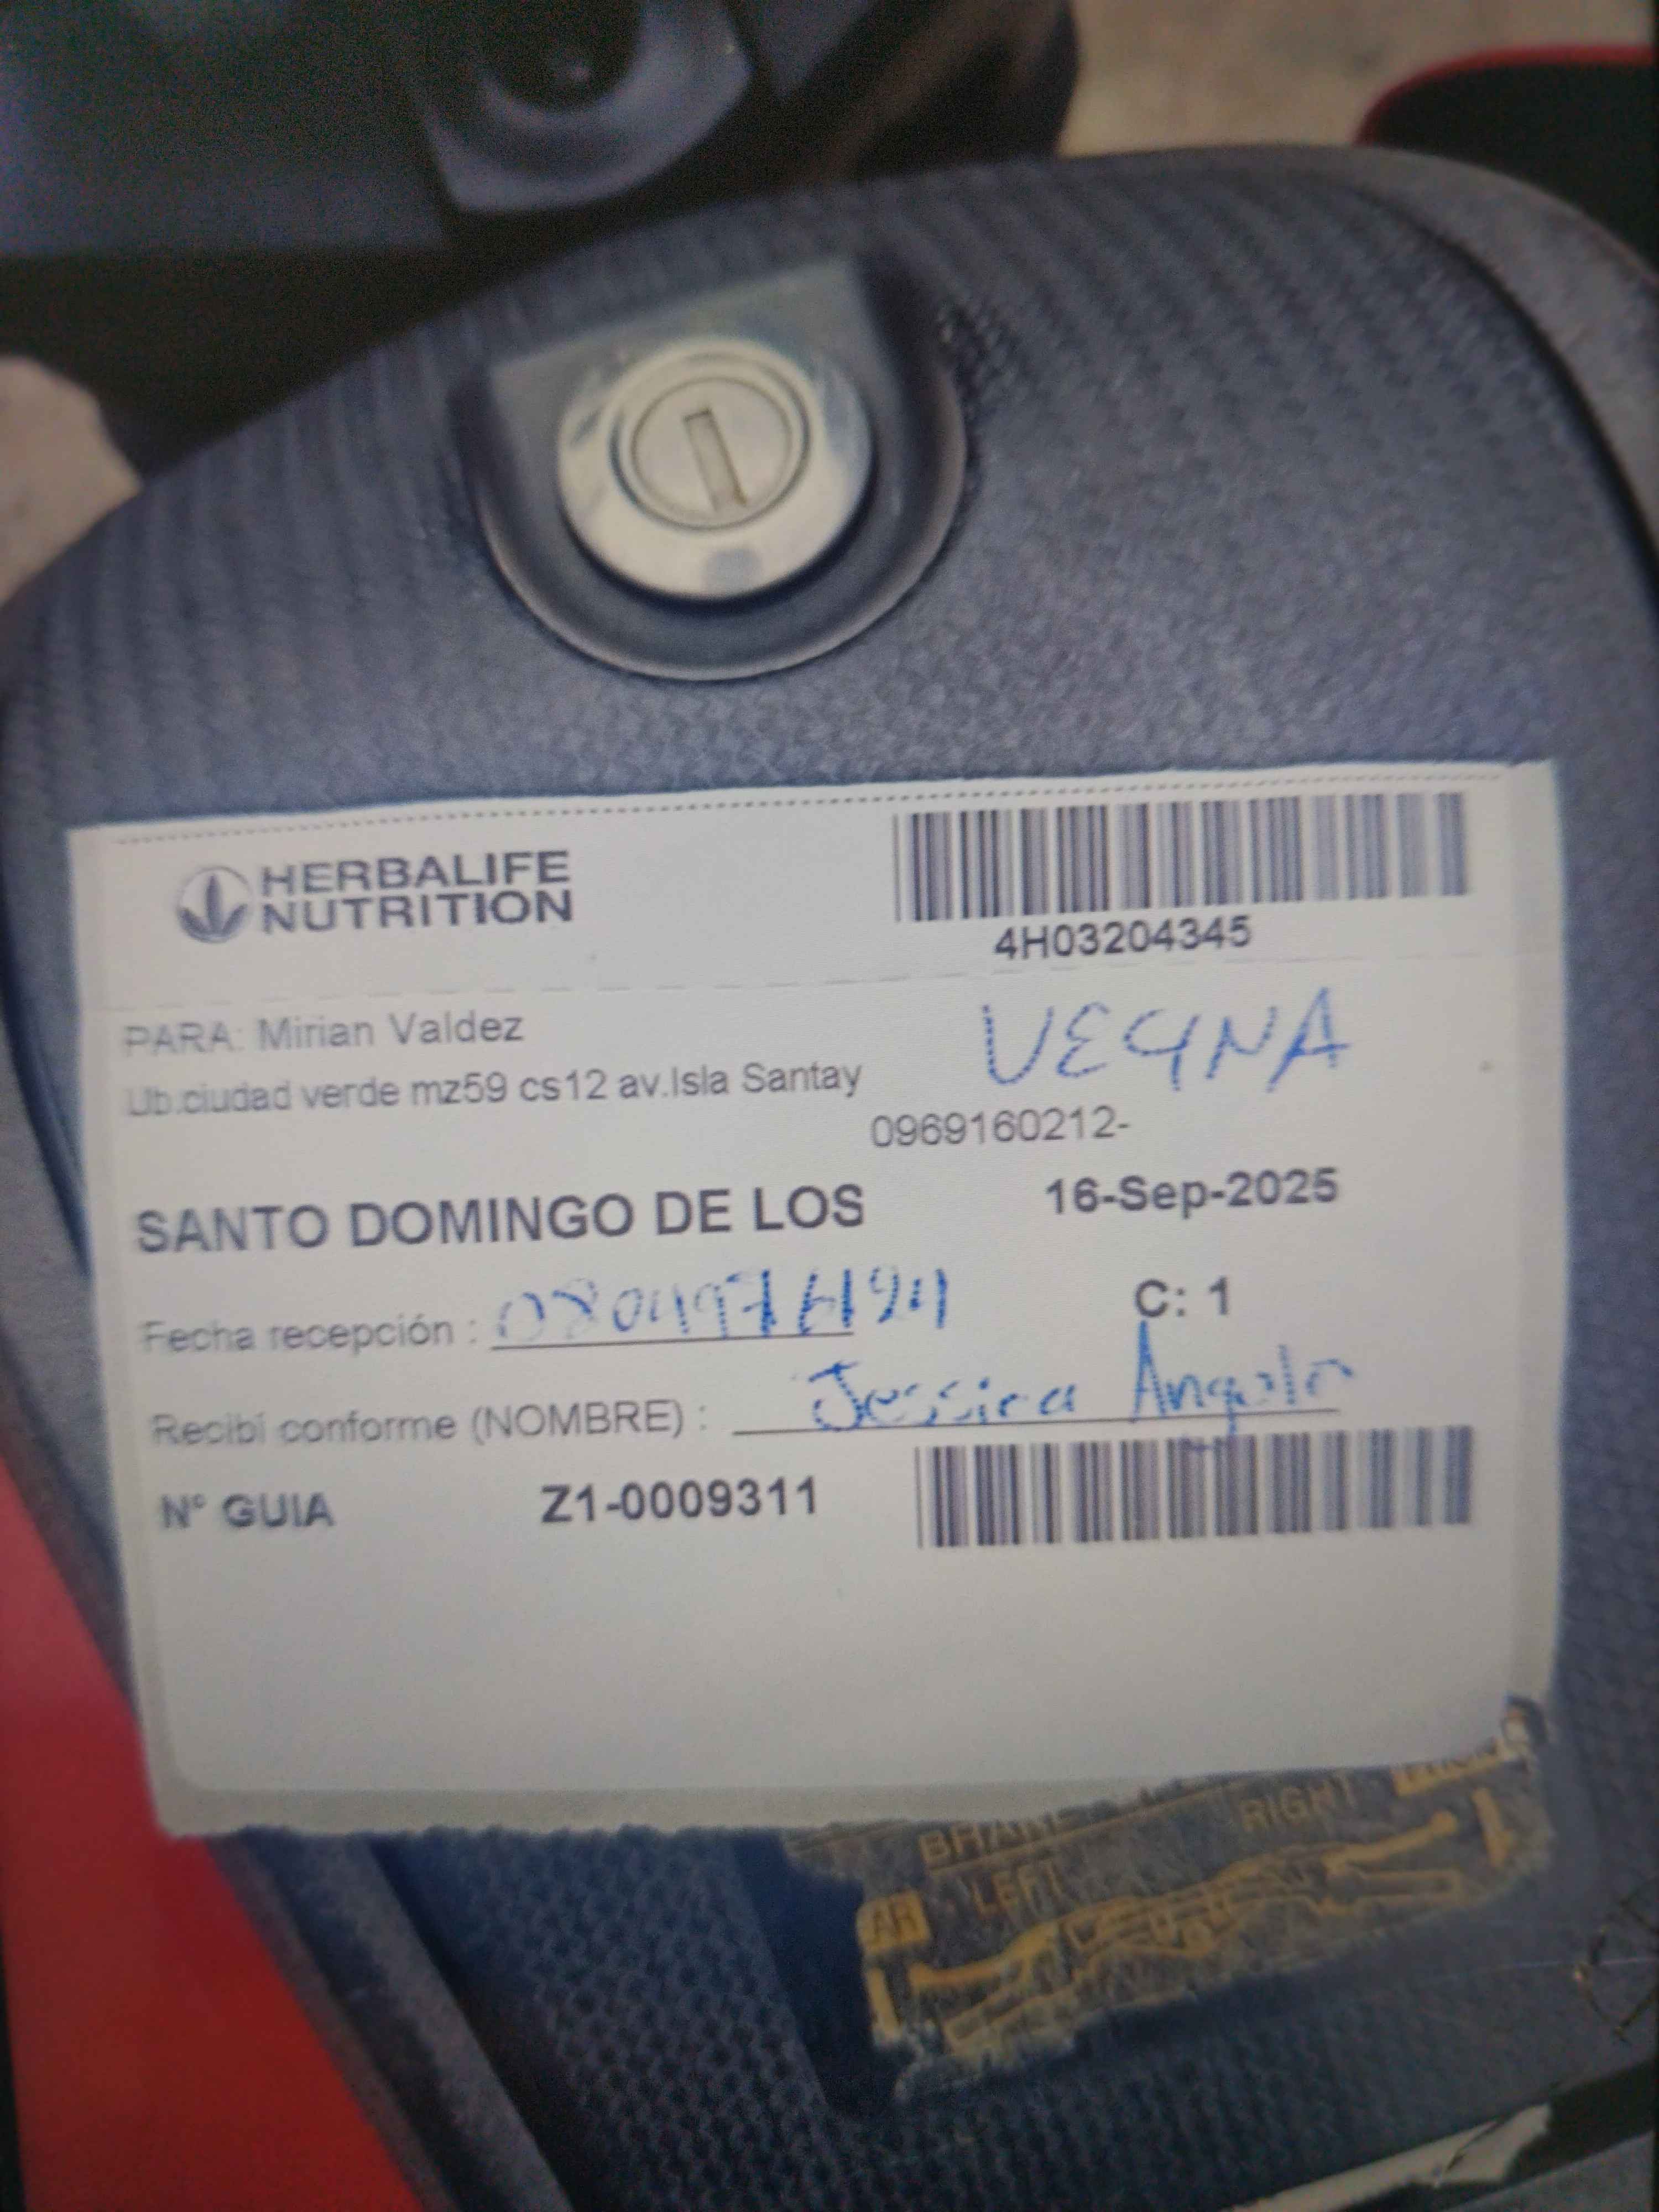 HERBALIFE
NUTRITION
4H03204345
PARA: Mirian Valdez
VEGNA
Ub.ciudad verde mz59 cs12 av.Isla Santay
0969160212-
SANTO DOMINGO DE LOS
16-Sep-2025
Fecha recepción :
C: 1
Recibí conforme (NOMBRE) : Jessica Angulo
N° GUIA Z1-0009311
RIGHT
LEFT